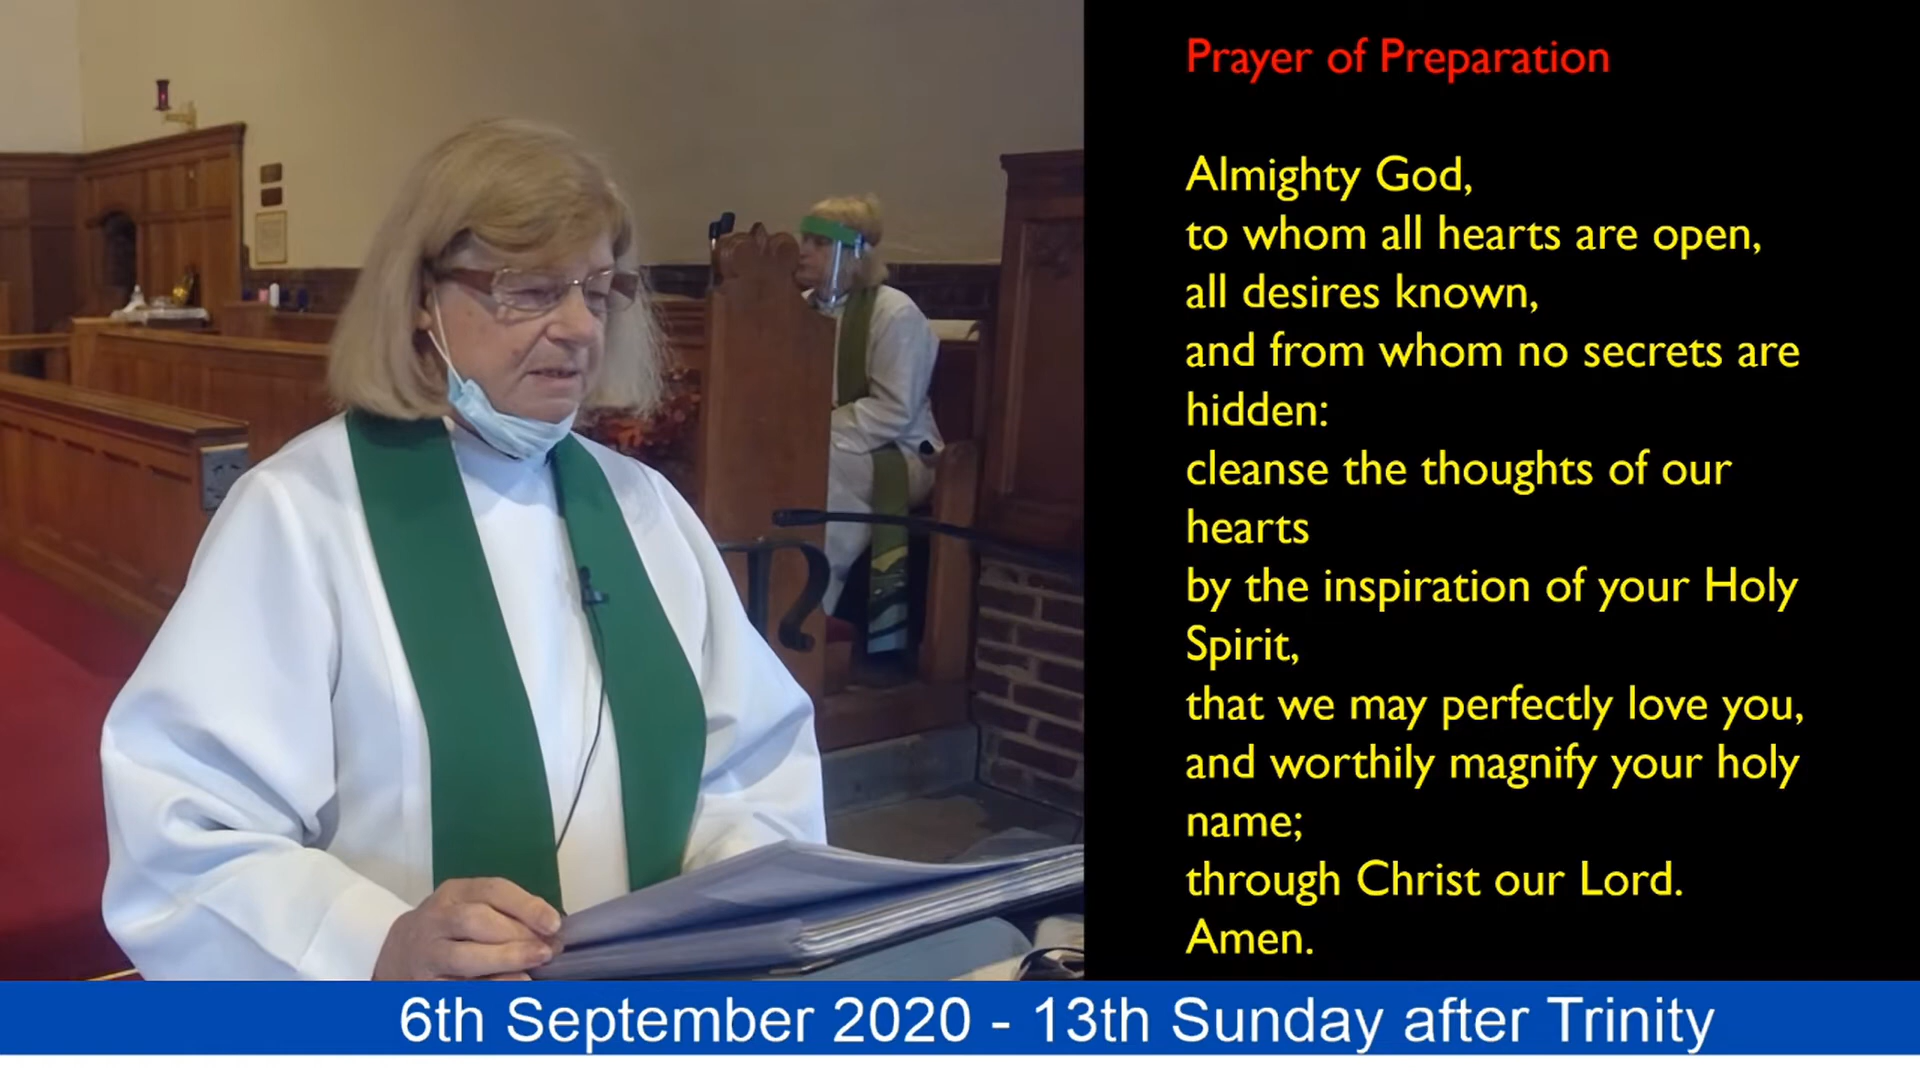 Prayer of Preparation
Almighty God,
to whom all hearts are open,
all desires known,
and from whom no secrets are
hidden:
cleanse the thoughts of our
hearts
by the inspiration of your Holy
Spirit,
that we may perfectly love you,
and worthily magnify your holy
name;
through Christ our Lord.
Amen.
6th September 2020 - 13th Sunday after Trinity